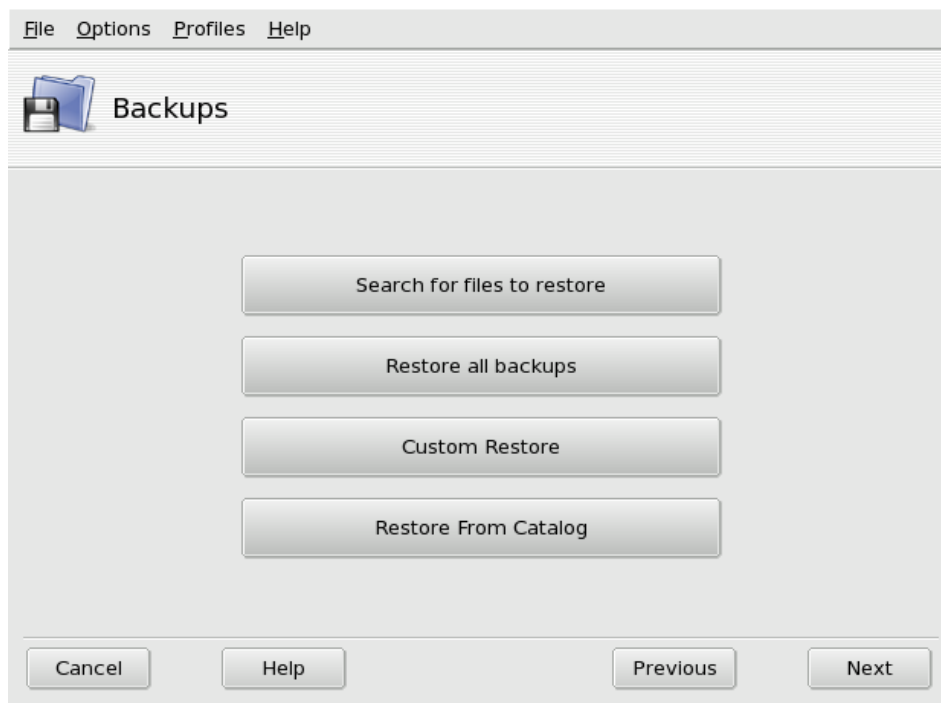 File Options Profiles Help
Backups
Search for files to restore
Restore all backups
Custom Restore
Restore From Catalog
Cancel Help Previous Next